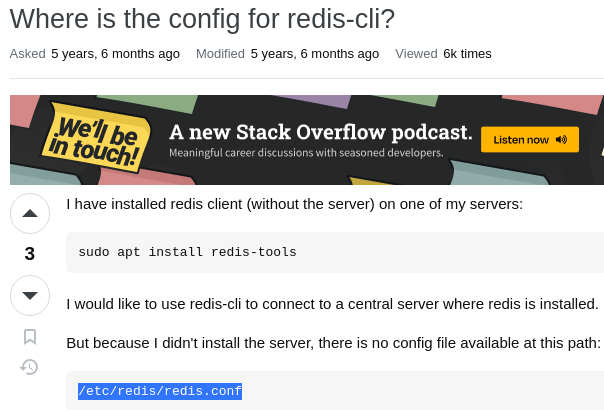 Where is the config for redis-cli?
Asked 5 years, 6 months ago Modified 5 years, 6 months ago Viewed 6k times
We'll be
in touch!
A new Stack Overflow podcast.
Meaningful career discussions with seasoned developers.
Listen now
I have installed redis client (without the server) on one of my servers:
sudo apt install redis-tools
3
I would like to use redis-cli to connect to a central server where redis is installed.
But because I didn't install the server, there is no config file available at this path:
/etc/redis/redis.conf